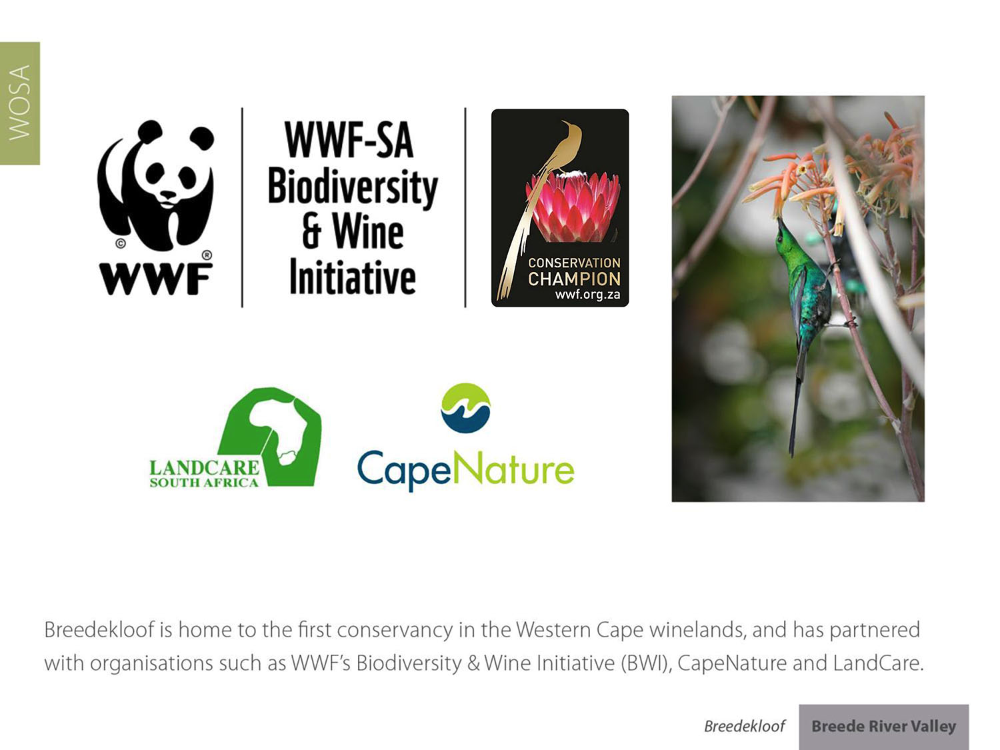 WOSA
WWF-SA
Biodiversity
& Wine
Initiative
©
®
WWF
CONSERVATION
CHAMPION
wwf.org.za
LANDCARE
SOUTH AFRICA
CapeNature
Breedekloof is home to the first conservancy in the Western Cape winelands, and has partnered
with organisations such as WWF’s Biodiversity & Wine Initiative (BWI), CapeNature and LandCare.
Breedekloof
Breede River Valley